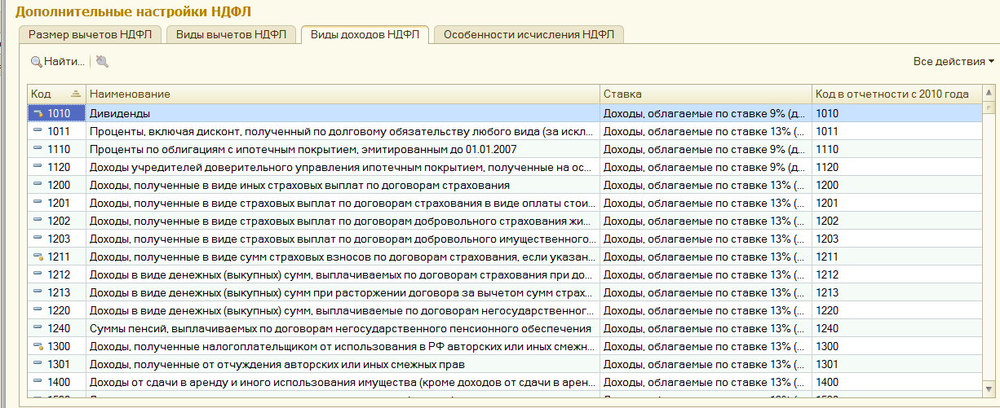 Дополнительные настройки НДФЛ
Размер вычетов НДФЛ Виды вычетов НДФЛ Виды доходов НДФЛ Особенности исчисления НДФЛ
Найти... Все действия
Код Наименование Ставка Код в отчетности с 2010 года
1010 Дивиденды Доходы, облагаемые по ставке 9% (д... 1010
1011 Проценты, включая дисконт, полученный по долговому обязательству любого вида (за искл... Доходы, облагаемые по ставке 13% (... 1011
1110 Проценты по облигациям с ипотечным покрытием, эмитированным до 01.01.2007 Доходы, облагаемые по ставке 9% (д... 1110
1120 Доходы учредителей доверительного управления ипотечным покрытием, полученные на ос... Доходы, облагаемые по ставке 9% (д... 1120
1200 Доходы, полученные в виде иных страховых выплат по договорам страхования Доходы, облагаемые по ставке 13% (... 1200
1201 Доходы, полученные в виде страховых выплат по договорам страхования в виде оплаты стои... Доходы, облагаемые по ставке 13% (... 1201
1202 Доходы, полученные в виде страховых выплат по договорам добровольного страхования жи... Доходы, облагаемые по ставке 13% (... 1202
1203 Доходы, полученные в виде страховых выплат по договорам добровольного имущественного... Доходы, облагаемые по ставке 13% (... 1203
1211 Доходы, полученные в виде сумм страховых взносов по договорам страхования, если указан... Доходы, облагаемые по ставке 13% (... 1211
1212 Доходы в виде денежных (выкупных) сумм, выплачиваемых по договорам страхования при до... Доходы, облагаемые по ставке 13% (... 1212
1213 Доходы в виде денежных (выкупных) сумм при расторжении договора за вычетом сумм страх... Доходы, облагаемые по ставке 13% (... 1213
1220 Доходы в виде денежных (выкупных) сумм, выплачиваемые по договорам негосударственног... Доходы, облагаемые по ставке 13% (... 1220
1240 Суммы пенсий, выплачиваемых по договорам негосударственного пенсионного обеспечения Доходы, облагаемые по ставке 13% (... 1240
1300 Доходы, полученные налогоплательщиком от использования в РФ авторских или иных смежн... Доходы, облагаемые по ставке 13% (... 1300
1301 Доходы, полученные от отчуждения авторских или иных смежных прав Доходы, облагаемые по ставке 13% (... 1301
1400 Доходы от сдачи в аренду и иного использования имущества (кроме доходов от сдачи в арен... Доходы, облагаемые по ставке 13% (... 1400